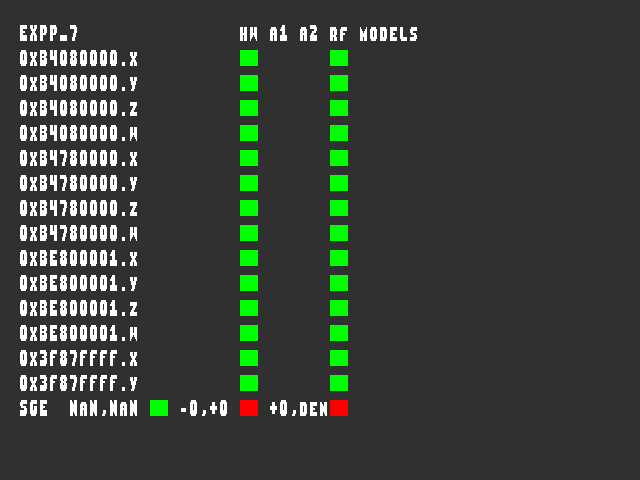 EXPP_7 HW A1 A2 RF MODELS
0xB4080000.x
0xB4080000.y
0xB4080000.z
0xB4080000.w
0xB4780000.x
0xB4780000.y
0xB4780000.z
0xB4780000.w
0xBE800001.x
0xBE800001.y
0xBE800001.z
0xBE800001.w
0x3F87FFFF.x
0x3F87FFFF.y
SGE NAN,NAN -0,+0 +0,DEN